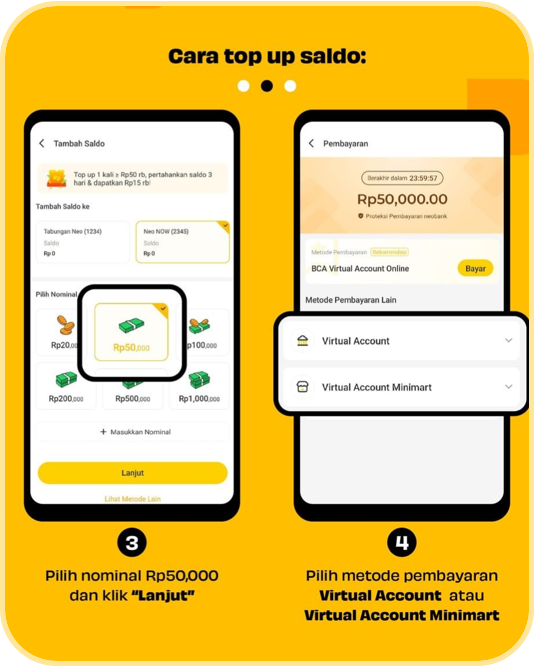 Cara top up saldo:
Tambah Saldo
Top up 1 kali ≥ Rp50 rb, pertahankan saldo 3
hari & dapatkan Rp15 rb!
Tambah Saldo ke
Tabungan Neo (1234)
Saldo
Rp 0
Neo NOW (2345)
Saldo
Rp 0
Pilih Nominal
Rp20,00
Rp50,000
p100,000
Rp200,000
Rp500,000
Rp1,000,000
+ Masukkan Nominal
Lanjut
Lihat Metode Lain
3
Pilih nominal Rp50,000
dan klik “Lanjut”
Pembayaran
Berakhir dalam 23:59:57
Rp50,000.00
Proteksi Pembayaran neobank
Metode Pembayaran Rekomendasi
BCA Virtual Account Online
Bayar
Metode Pembayaran Lain
Virtual Account
Virtual Account Minimart
4
Pilih metode pembayaran
Virtual Account atau
Virtual Account Minimart